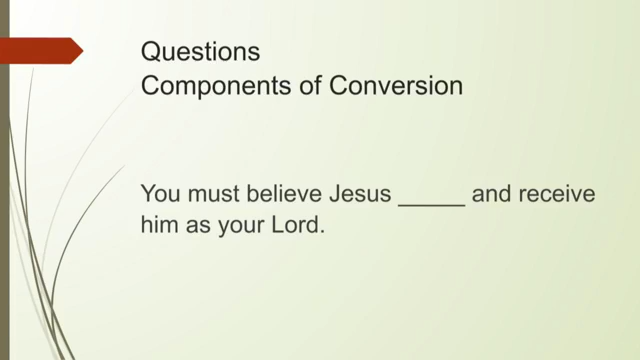 Questions
Components of Conversion
You must believe Jesus _____ and receive
him as your Lord.